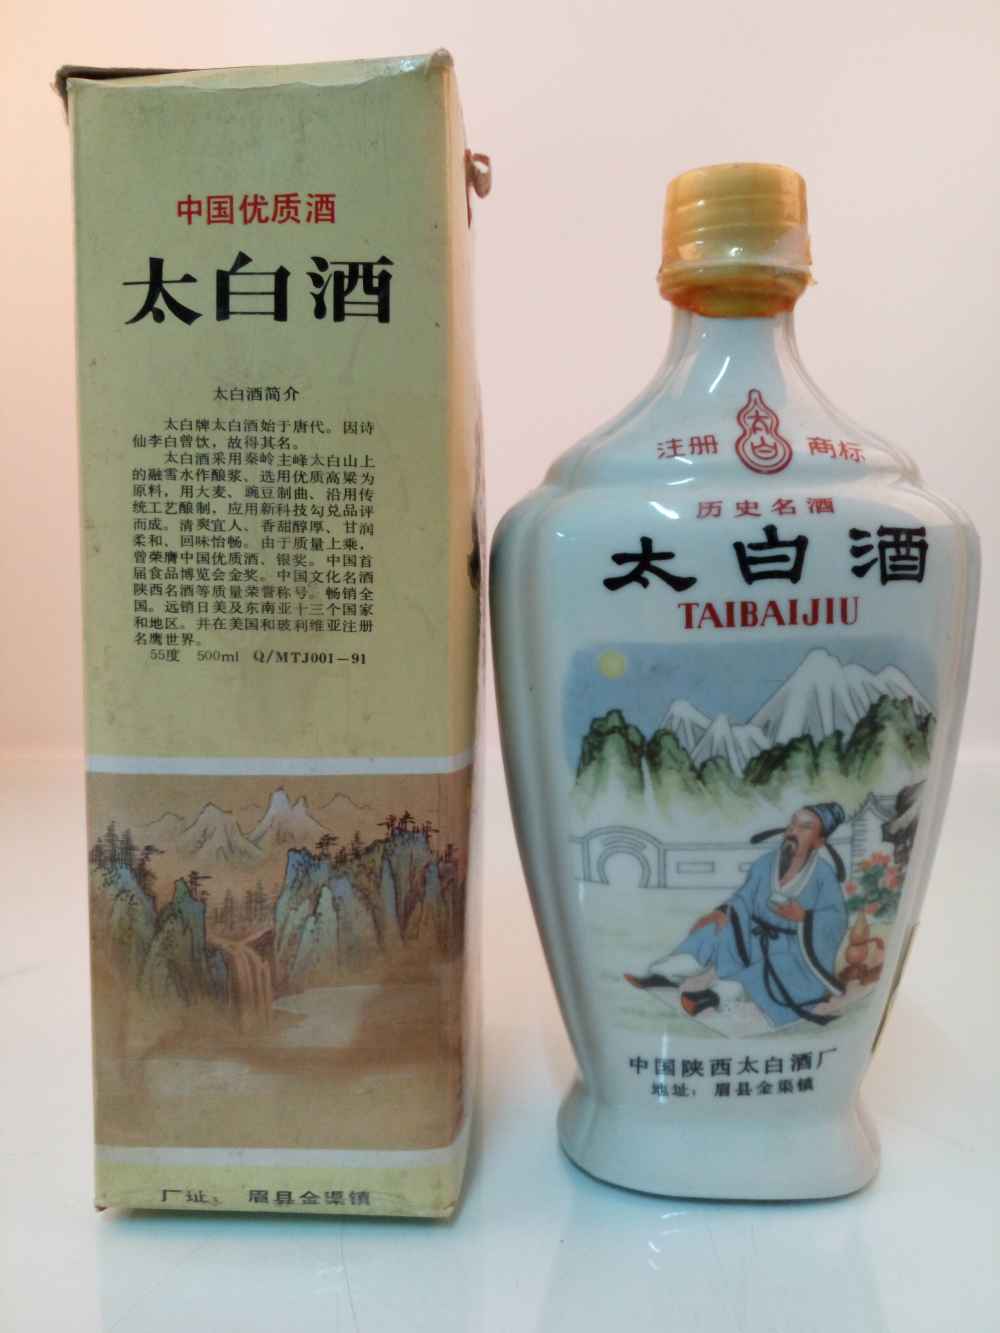 中国优质酒
太白酒
太白酒简介
太白牌太白酒始于唐代。因诗
仙李白曾饮，故得其名。
太白酒采用秦岭主峰太白山上
的融雪水作酿浆、选用优质高粱为
原料，用大麦、豌豆制曲、沿用传
统工艺酿制，应用新科技勾兑品评
而成。清爽宜人、香甜醇厚、甘润
柔和、回味怡畅。由于质量上乘，
曾荣膺中国优质酒、银奖。中国首
届食品博览会金奖。中国文化名酒
陕西名酒等质量荣誉称号。畅销全
国。远销日美及东南亚十三个国家
和地区。并在美国和玻利维亚注册
名鹰世界。
55度 500ml Q/MTJ001-91
厂址： 眉县金渠镇
注册 太白 商标
历史名酒
太白酒
TAIBAIJIU
中国陕西太白酒厂
地址：眉县金渠镇